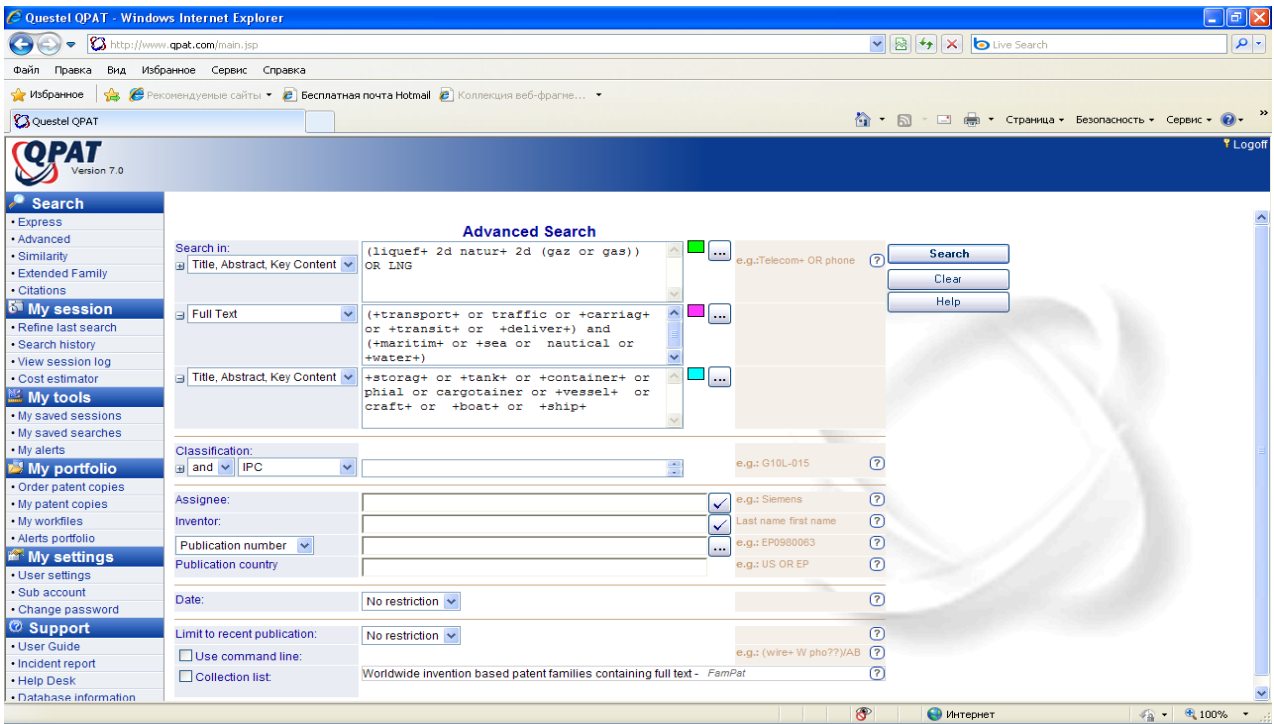 Questel QPAT - Windows Internet Explorer
http://www.qpat.com/main.jsp
Live Search
Файл Правка Вид Избранное Сервис Справка
Избранное Рекомендуемые сайты Бесплатная почта Hotmail Коллекция веб-фрагме...
Questel QPAT
Страница Безопасность Сервис »
QPAT
Version 7.0
Logoff
Search
• Express
• Advanced
• Similarity
• Extended Family
• Citations
My session
• Refine last search
• Search history
• View session log
• Cost estimator
My tools
• My saved sessions
• My saved searches
• My alerts
My portfolio
• Order patent copies
• My patent copies
• My workfiles
• Alerts portfolio
My settings
• User settings
• Sub account
• Change password
Support
• User Guide
• Incident report
• Help Desk
• Database information
Advanced Search
Search in:
Title, Abstract, Key Content
(liquef+ 2d natur+ 2d (gaz or gas))
OR LNG
...
e.g.:Telecom+ OR phone
?
Search
Clear
Help
Full Text
(+transport+ or traffic or +carriag+
or +transit+ or +deliver+) and
(+maritim+ or +sea or nautical or
+water+)
...
Title, Abstract, Key Content
+storag+ or +tank+ or +container+ or
phial or cargotainer or +vessel+ or
craft+ or +boat+ or +ship+
...
Classification:
and IPC
e.g.: G10L-015
?
Assignee:
e.g.: Siemens
?
Inventor:
Last name first name
?
Publication number
...
e.g.: EP0980063
?
Publication country
e.g.: US OR EP
?
Date:
No restriction
?
Limit to recent publication:
No restriction
?
Use command line:
e.g.: (wire+ W pho??)/AB
?
Collection list:
Worldwide invention based patent families containing full text - FamPat
?
Интернет
100%